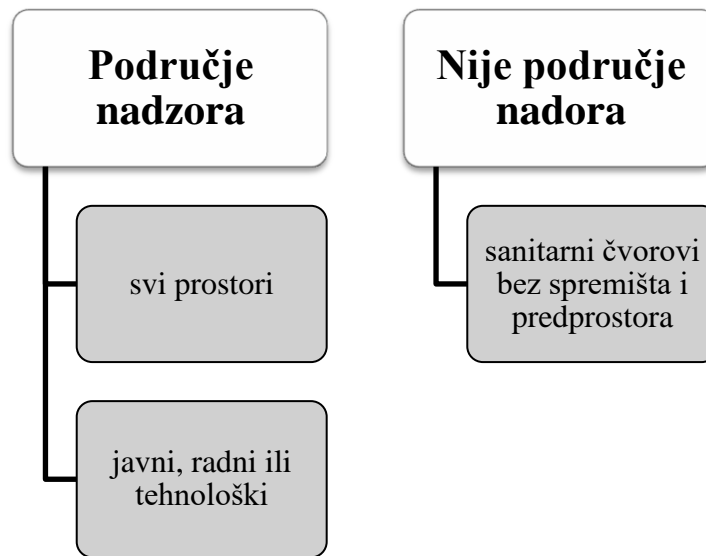 Područje
nadzora
svi prostori
javni, radni ili
tehnološki
Nije područje
nadora
sanitarni čvorovi
bez spremišta i
predprostora